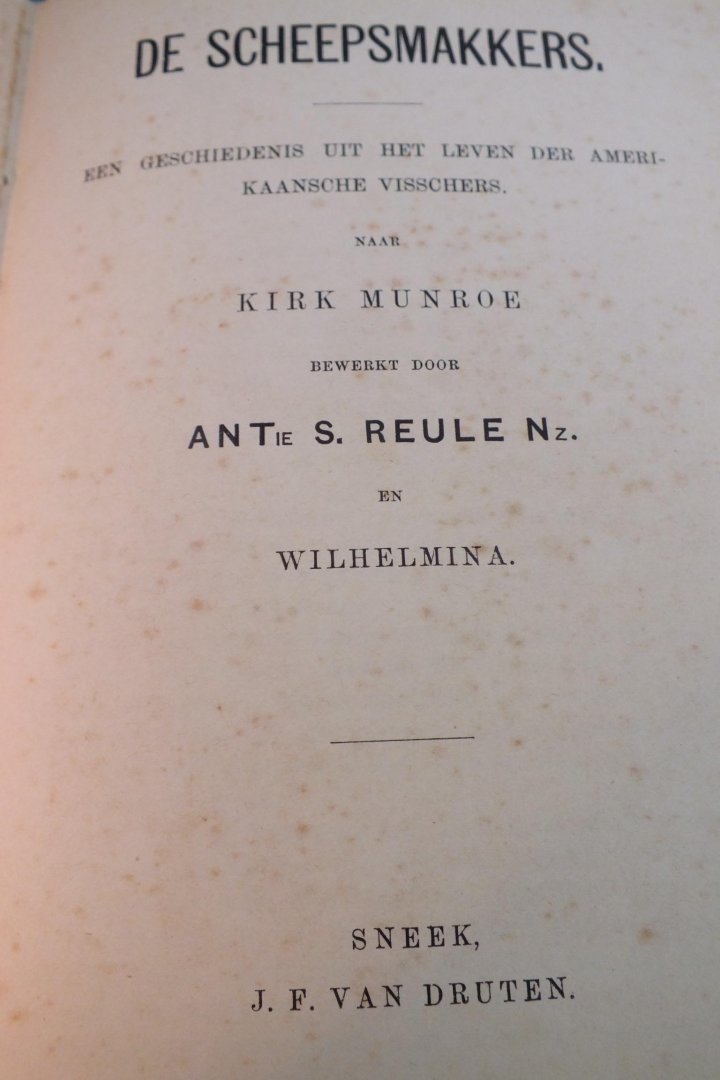 DE SCHEEPSMAKKERS.
EEN GESCHIEDENIS UIT HET LEVEN DER AMERI-
KAANSCHE VISSCHERS.
NAAR
KIRK MUNROE
BEWERKT DOOR
ANTIE S. REULE NZ.
EN
WILHELMINA.
SNEEK,
J. F. VAN DRUTEN.